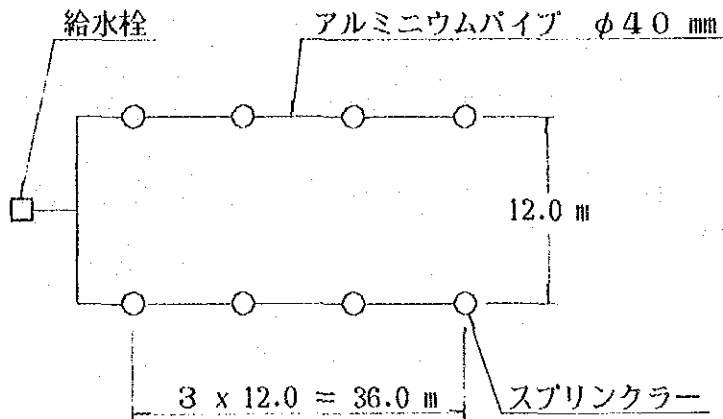 給水栓
アルミニウムパイプ φ40 mm
12.0 m
3 x 12.0 = 36.0 m
スプリンクラー